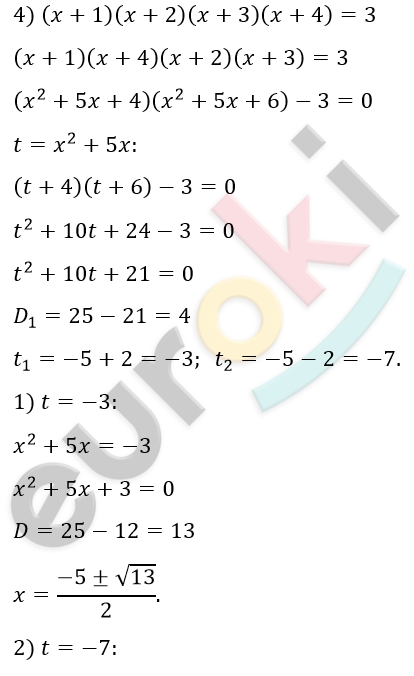 4) (x + 1)(x + 2)(x + 3)(x + 4) = 3
(x + 1)(x + 4)(x + 2)(x + 3) = 3
(x² + 5x + 4)(x² + 5x + 6) − 3 = 0
t = x² + 5x:
(t + 4)(t + 6) − 3 = 0
t² + 10t + 24 − 3 = 0
t² + 10t + 21 = 0
D₁ = 25 − 21 = 4
t₁ = −5 + 2 = −3; t₂ = −5 − 2 = −7.
1) t = −3:
x² + 5x = −3
x² + 5x + 3 = 0
D = 25 − 12 = 13
x = (−5 ± √13)/2.
2) t = −7:
euroki